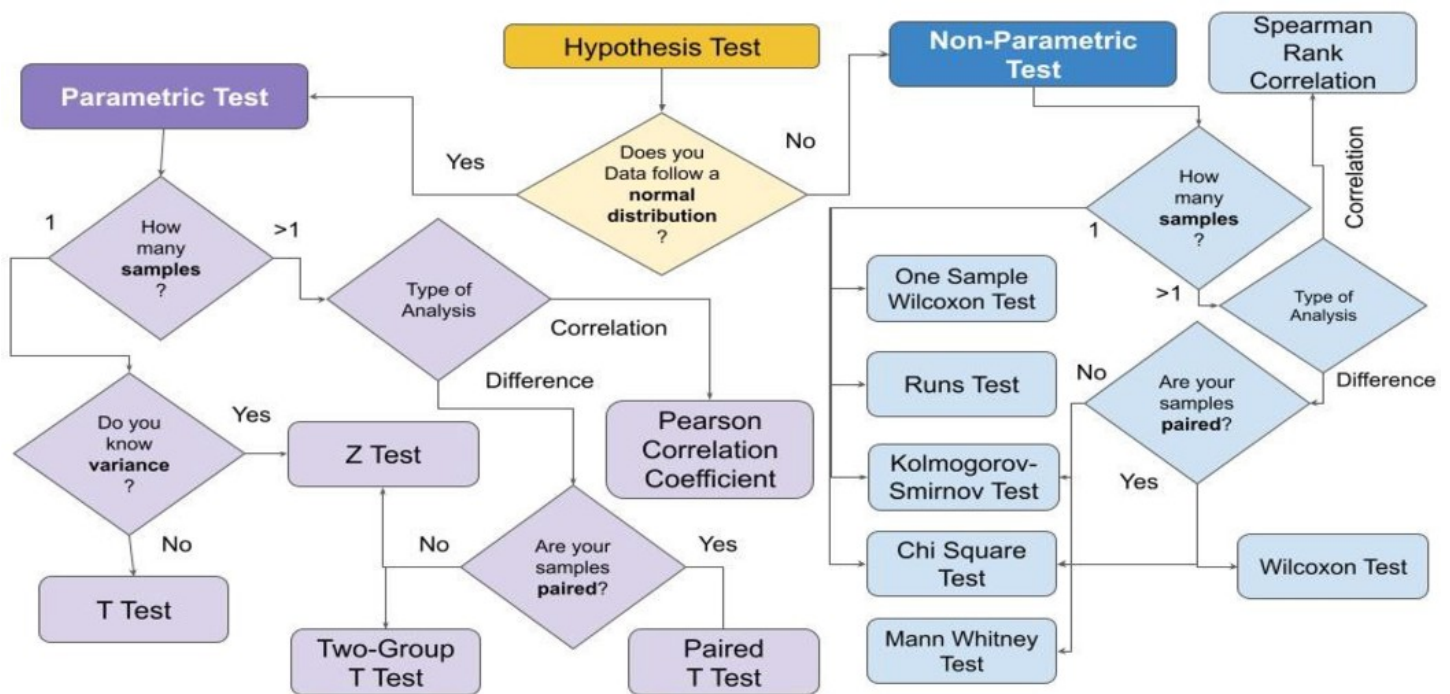 Hypothesis Test
Non-Parametric
Test
Spearman
Rank
Correlation
Parametric Test
Yes
Does you
Data follow a
normal
distribution
?
No
How
many
samples
?
1
>1
Type of
Analysis
Correlation
Difference
Do you
know
variance
?
Yes
No
Z Test
T Test
Pearson
Correlation
Coefficient
Are your
samples
paired?
No
Yes
Two-Group
T Test
Paired
T Test
How
many
samples
?
1
>1
Type of
Analysis
Correlation
Difference
One Sample
Wilcoxon Test
Runs Test
Kolmogorov-
Smirnov Test
Chi Square
Test
Mann Whitney
Test
Are your
samples
paired?
No
Yes
Wilcoxon Test